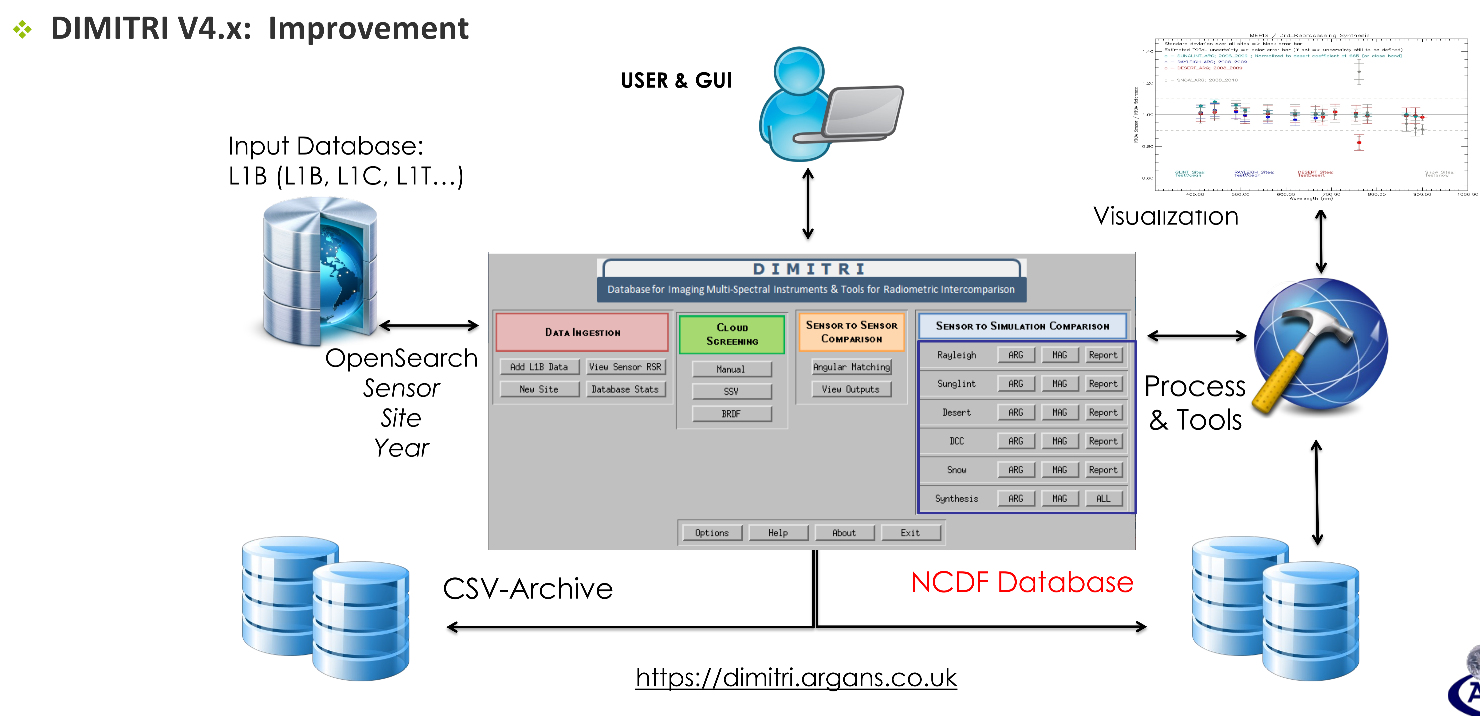 DIMITRI V4.x: Improvement
USER & GUI
Input Database:
L1B (L1B, L1C, L1T…)
Visualization
Wavelength (nm)
OpenSearch
Sensor
Site
Year
DIMITRI
Database for Imaging Multi-Spectral Instruments & Tools for Radiometric Intercomparison
DATA INGESTION
Add L1B Data View Sensor RSR
New Site Database Stats
CLOUD
SCREENING
Manual
SSV
BRDF
SENSOR TO SENSOR
COMPARISON
Angular Matching
View Outputs
SENSOR TO SIMULATION COMPARISON
Rayleigh ARG MAG Report
Sunglint ARG MAG Report
Desert ARG MAG Report
DCC ARG MAG Report
Snow ARG MAG Report
Synthesis ARG MAG ALL
Options Help About Exit
Process
& Tools
CSV-Archive
NCDF Database
https://dimitri.argans.co.uk